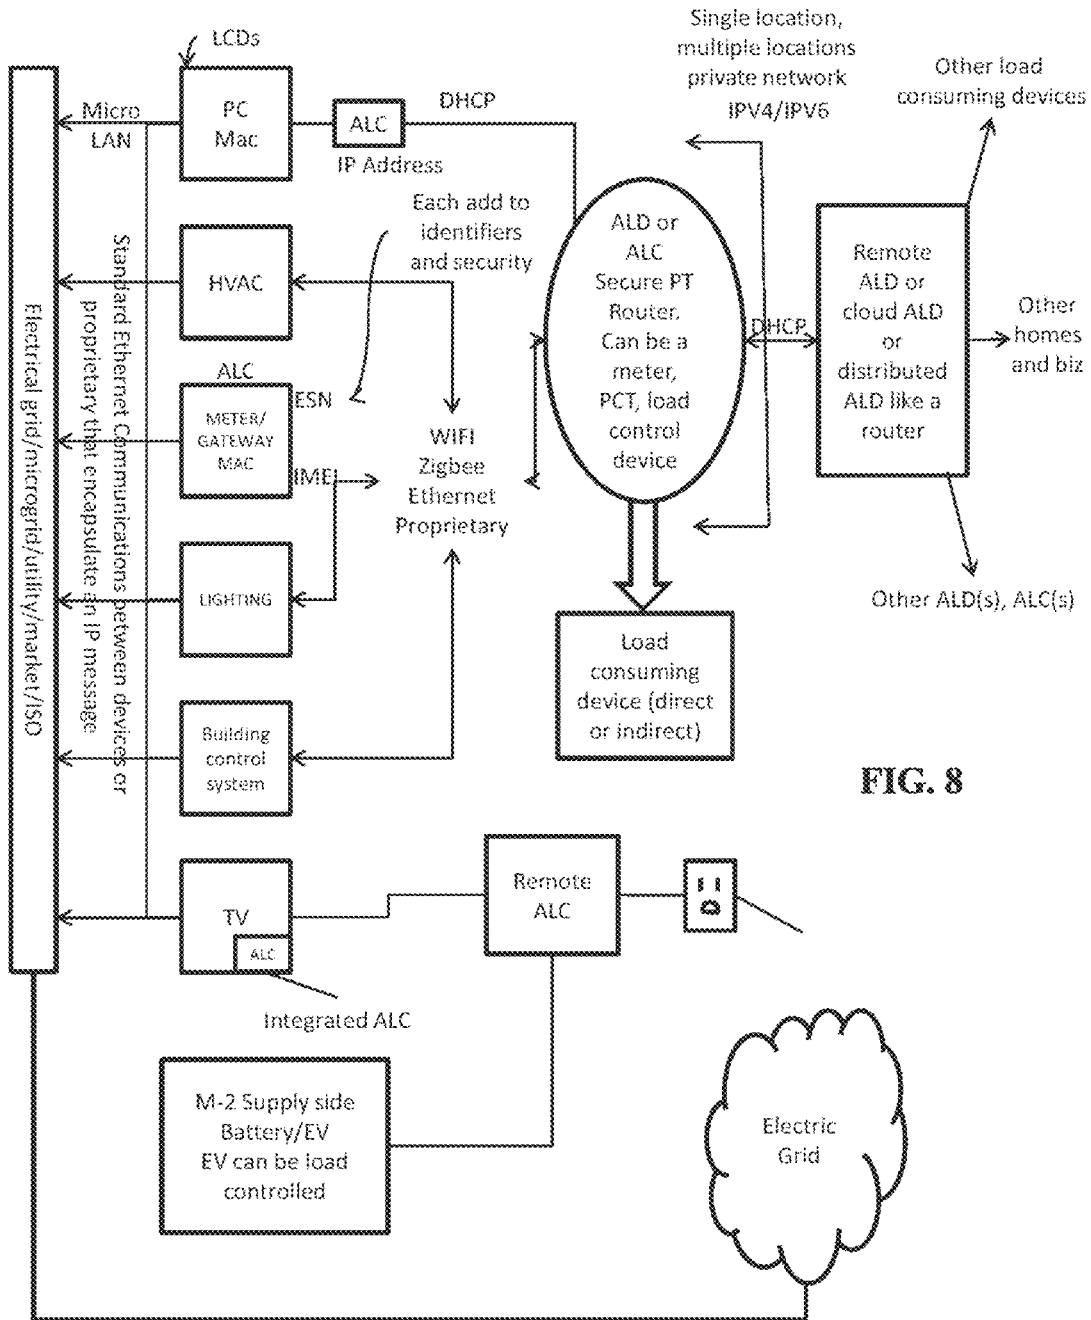 LCDs
Micro
LAN
PC
Mac
ALC
IP Address
DHCP
Single location,
multiple locations
private network
IPV4/IPV6
Other load
consuming devices
Each add to
identifiers
and security
HVAC
ALD or
ALC
Secure PT
Router.
Can be a
meter,
PCT, load
control
device
DHCP
Remote
ALD or
cloud ALD
or
distributed
ALD like a
router
Other
homes
and biz
ALC
METER/
GATEWAY
MAC
ESN
IMEI
WIFI
Zigbee
Ethernet
Proprietary
LIGHTING
Other ALD(s), ALC(s)
Load
consuming
device (direct
or indirect)
Building
control
system
Electrical grid/microgrid/utility/market/ISO
Standard Ethernet Communications between devices or
proprietary that encapsulate an IP message
FIG. 8
TV
ALC
Integrated ALC
Remote
ALC
M-2 Supply side
Battery/EV
EV can be load
controlled
Electric
Grid